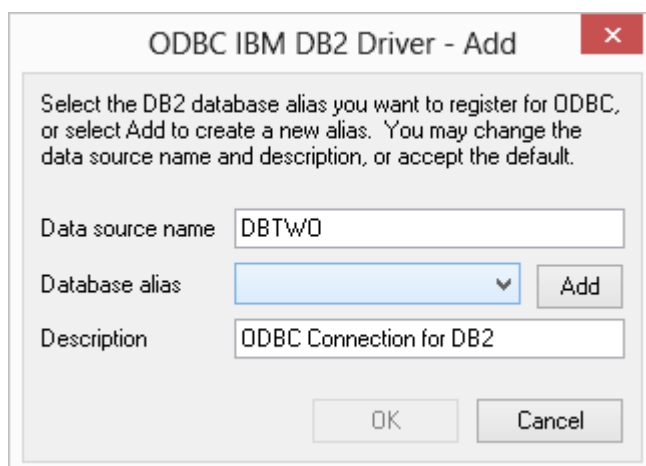 ODBC IBM DB2 Driver - Add
Select the DB2 database alias you want to register for ODBC,
or select Add to create a new alias. You may change the
data source name and description, or accept the default.
Data source name DBTWO
Database alias Add
Description ODBC Connection for DB2
OK Cancel